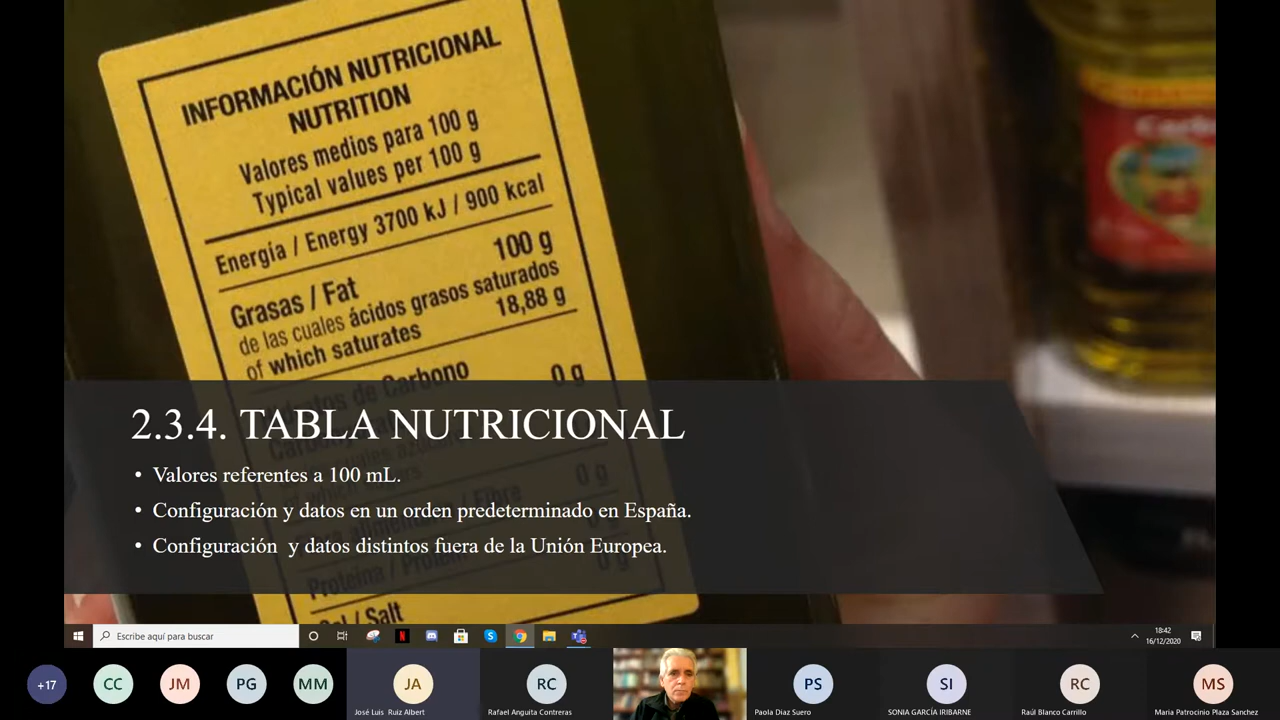 INFORMACIÓN NUTRICIONAL
NUTRITION
Valores medios para 100 g
Typical values per 100 g
Energía / Energy 3700 kJ / 900 kcal
Grasas / Fat 100 g
de las cuales ácidos grasos saturados
of which saturates 18,88 g
de Carbono 0 g
0 g
Proteína /
0 g
/ Salt
2.3.4. TABLA NUTRICIONAL
• Valores referentes a 100 mL.
• Configuración y datos en un orden predeterminado en España.
• Configuración y datos distintos fuera de la Unión Europea.
Escribe aquí para buscar
18:42
16/12/2020
+17
CC
JM
PG
MM
JA
José Luis Ruiz Albert
RC
Rafael Anguita Contreras
PS
Paola Diaz Suero
SI
SONIA GARCÍA IRIBARNE
RC
Raúl Blanco Carrillo
MS
Maria Patrocinio Plaza Sanchez